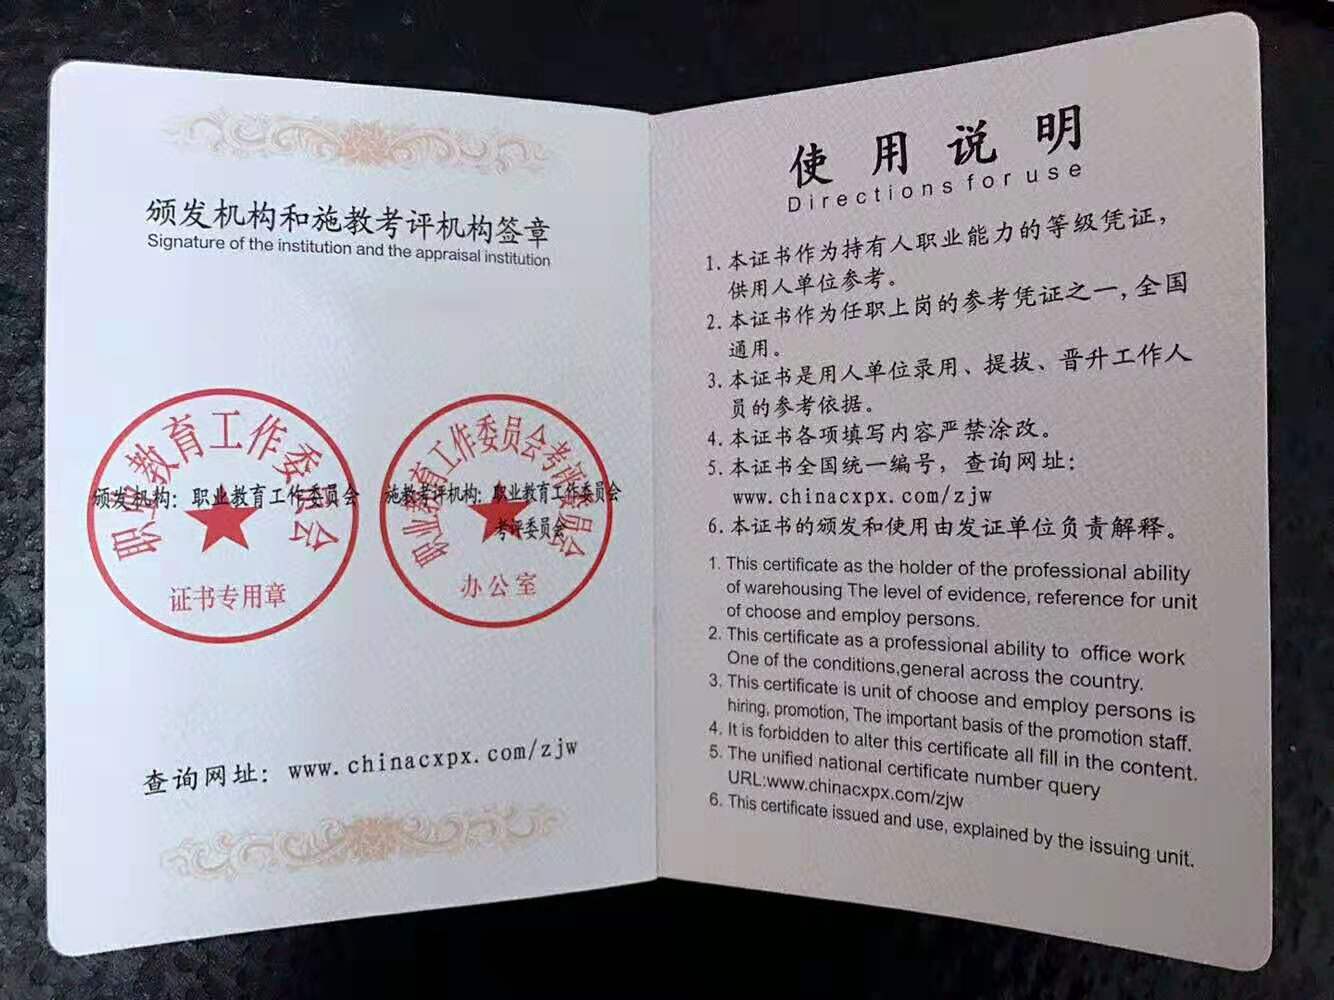 颁发机构和施教考评机构签章
Signature of the institution and the appraisal institution
职业教育工作委员会
颁发机构：职业教育工作委员会
证书专用章
职业教育工作委员会考评委员会
施教考评机构：职业教育工作委员会
考评委员会
办公室
查询网址：www.chinacxpx.com/zjw
使用说明
Directions for use
1. 本证书作为持有人职业能力的等级凭证，
供用人单位参考。
2. 本证书作为任职上岗的参考凭证之一，全国
通用。
3. 本证书是用人单位录用、提拔、晋升工作人
员的参考依据。
4. 本证书各项填写内容严禁涂改。
5. 本证书全国统一编号，查询网址：
www.chinacxpx.com/zjw
6. 本证书的颁发和使用由发证单位负责解释。
1. This certificate as the holder of the professional ability
of warehousing The level of evidence, reference for unit
of choose and employ persons.
2. This certificate as a professional ability to office work
One of the conditions,general across the country.
3. This certificate is unit of choose and employ persons is
hiring, promotion, The important basis of the promotion staff.
4. It is forbidden to alter this certificate all fill in the content.
5. The unified national certificate number query
URL:www.chinacxpx.com/zjw
6. This certificate issued and use, explained by the issuing unit.